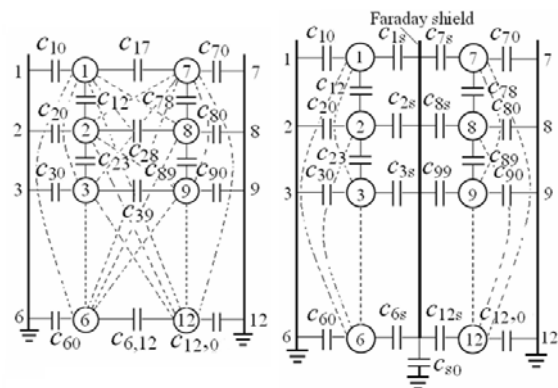 Faraday shield
C10 C17 C70
1 1 7 7
C12 C78
C20 C80
2 2 8 8
C23 C28 C89
C30 C90
3 3 9 9
C39
6 6 12 12
C60 C6,12 C12,0
C10 C1s C7s C70
1 1 7 7
C12 C78
C20 C2s C8s C80
2 2 8 8
C23 C89
C30 C3s C99 C90
3 3 9 9
C60 C6s C12s C12,0
6 6 12 12
Cs0